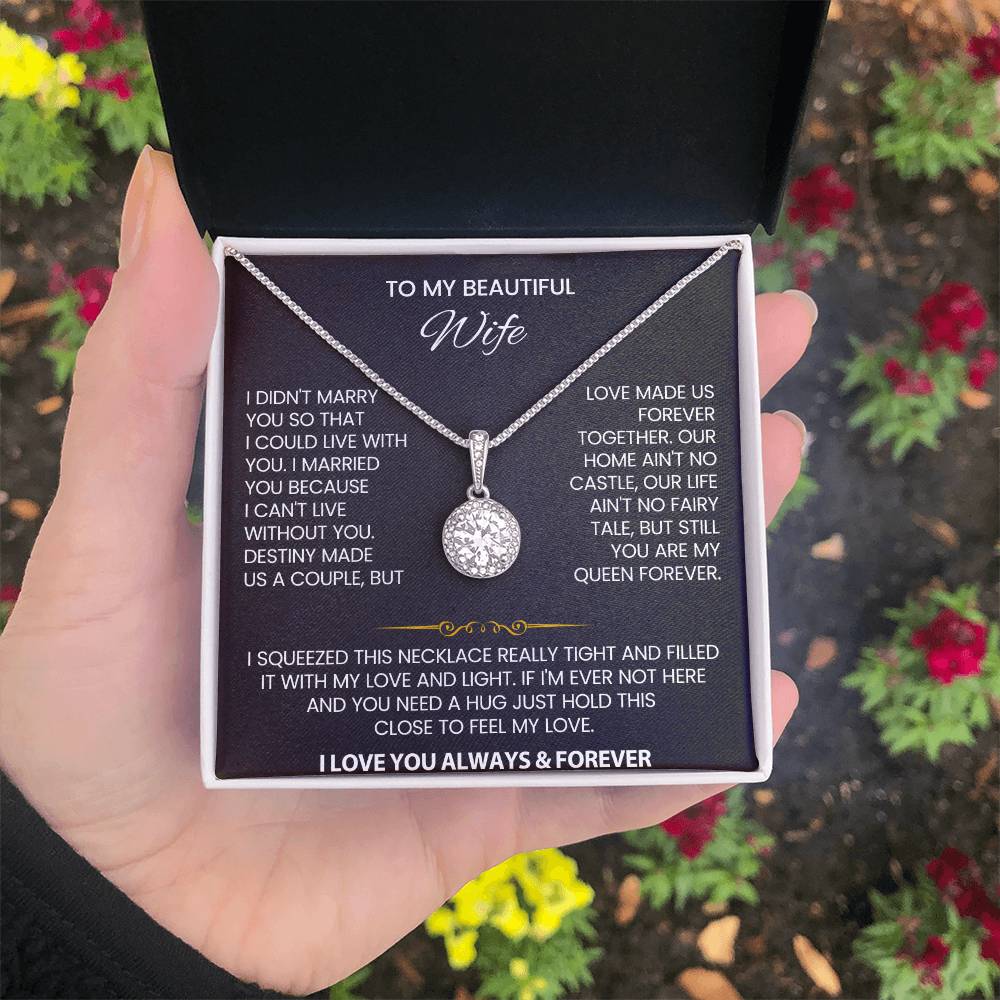 TO MY BEAUTIFUL
Wife
I DIDN'T MARRY
YOU SO THAT
I COULD LIVE WITH
YOU. I MARRIED
YOU BECAUSE
I CAN'T LIVE
WITHOUT YOU.
DESTINY MADE
US A COUPLE, BUT
LOVE MADE US
FOREVER
TOGETHER. OUR
HOME AIN'T NO
CASTLE, OUR LIFE
AIN'T NO FAIRY
TALE, BUT STILL
YOU ARE MY
QUEEN FOREVER.
I SQUEEZED THIS NECKLACE REALLY TIGHT AND FILLED
IT WITH MY LOVE AND LIGHT. IF I'M EVER NOT HERE
AND YOU NEED A HUG JUST HOLD THIS
CLOSE TO FEEL MY LOVE.
I LOVE YOU ALWAYS & FOREVER